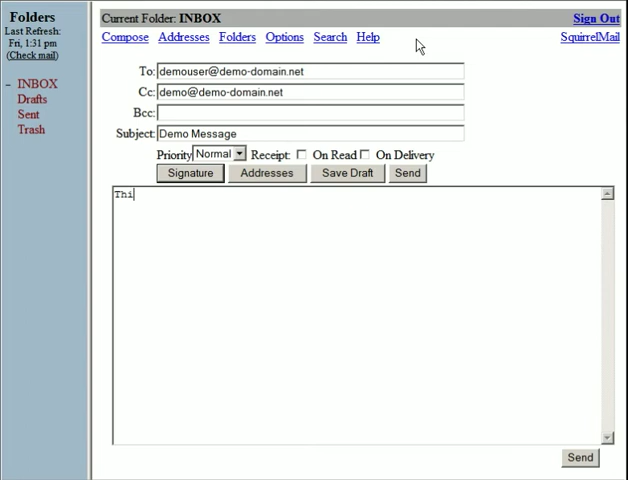 Folders
Last Refresh:
Fri, 1:31 pm
(Check mail)
– INBOX
Drafts
Sent
Trash
Current Folder: INBOX Sign Out
Compose Addresses Folders Options Search Help SquirrelMail
To: demouser@demo-domain.net
Cc: demo@demo-domain.net
Bcc:
Subject: Demo Message
Priority Normal Receipt: On Read On Delivery
Signature Addresses Save Draft Send
Thi
Send